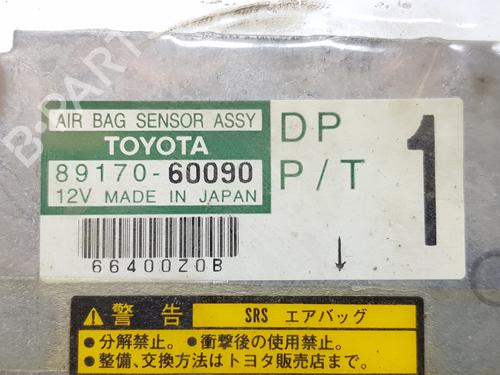 B-PARTS
AIR BAG SENSOR ASSY
TOYOTA
89170-60090
12V MADE IN JAPAN
DP
P/T
1
↓
66400Z0B
⚠警告 SRS エアバッグ
●分解禁止。●衝撃後の使用禁止。
●整備、交換方法はトヨタ販売店まで。